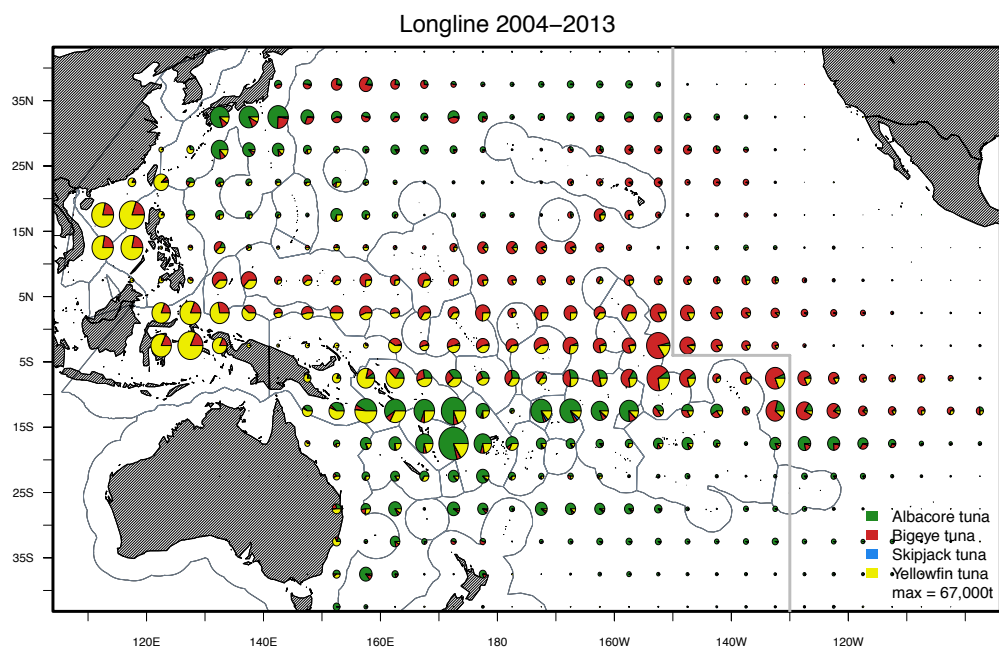 Longline 2004−2013
35N
25N
15N
5N
5S
15S
25S
35S
Albacore tuna
Bigeye tuna
Skipjack tuna
Yellowfin tuna
max = 67,000t
120E 140E 160E 180 160W 140W 120W